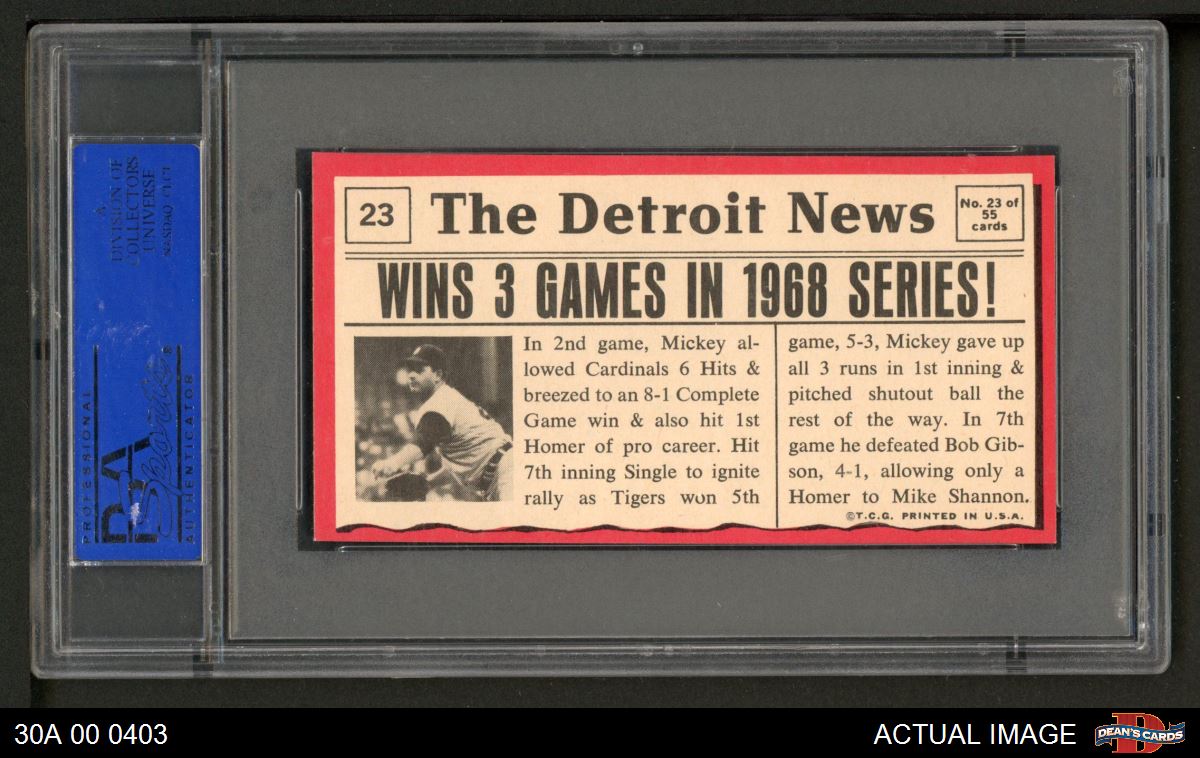 A
DIVISION OF
COLLECTORS
UNIVERSE
NASDAQ: CLCT
PROFESSIONAL
PSA
Sports
AUTHENTICATOR
23
The Detroit News
No. 23 of
55
cards
WINS 3 GAMES IN 1968 SERIES!
In 2nd game, Mickey al-
lowed Cardinals 6 Hits &
breezed to an 8-1 Complete
Game win & also hit 1st
Homer of pro career. Hit
7th inning Single to ignite
rally as Tigers won 5th
game, 5-3, Mickey gave up
all 3 runs in 1st inning &
pitched shutout ball the
rest of the way. In 7th
game he defeated Bob Gib-
son, 4-1, allowing only a
Homer to Mike Shannon.
©T.C.G. PRINTED IN U.S.A.
30A 00 0403
ACTUAL IMAGE
D
DEAN'S CARDS